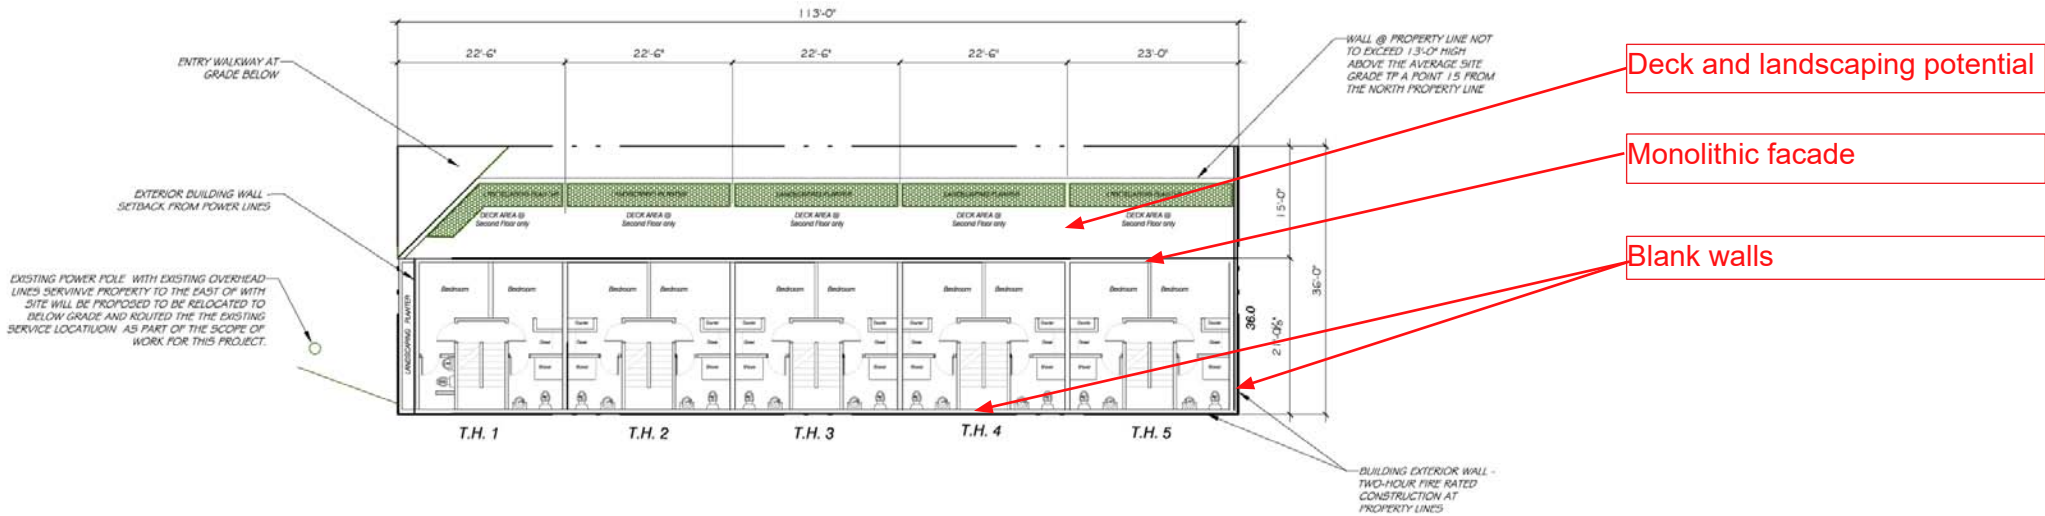 113'-0"
22'-6"
22'-6"
22'-6"
22'-6"
23'-0"
ENTRY WALKWAY AT
GRADE BELOW
WALL @ PROPERTY LINE NOT
TO EXCEED 13'-0" HIGH
ABOVE THE AVERAGE SITE
GRADE TP A POINT 15 FROM
THE NORTH PROPERTY LINE
Deck and landscaping potential
Monolithic facade
Blank walls
EXTERIOR BUILDING WALL
SETBACK FROM POWER LINES
LANDSCAPING PLANTER
LANDSCAPING PLANTER
LANDSCAPING PLANTER
DECK AREA @
Second Floor only
DECK AREA @
Second Floor only
DECK AREA @
Second Floor only
DECK AREA @
Second Floor only
DECK AREA @
Second Floor only
15'-0"
36'-0"
EXISTING POWER POLE WITH EXISTING OVERHEAD
LINES SERVINVE PROPERTY TO THE EAST OF WITH
SITE WILL BE PROPOSED TO BE RELOCATED TO
BELOW GRADE AND ROUTED THE THE EXISTING
SERVICE LOCATIUOIN AS PART OF THE SCOPE OF
WORK FOR THIS PROJECT.
LANDSCAPING PLANTER
Bedroom
Bedroom
Bedroom
Bedroom
Bedroom
Bedroom
Bedroom
Bedroom
Bedroom
Bedroom
36.0
T.H. 1
T.H. 2
T.H. 3
T.H. 4
T.H. 5
BUILDING EXTERIOR WALL -
TWO-HOUR FIRE RATED
CONSTRUCTION AT
PROPERTY LINES